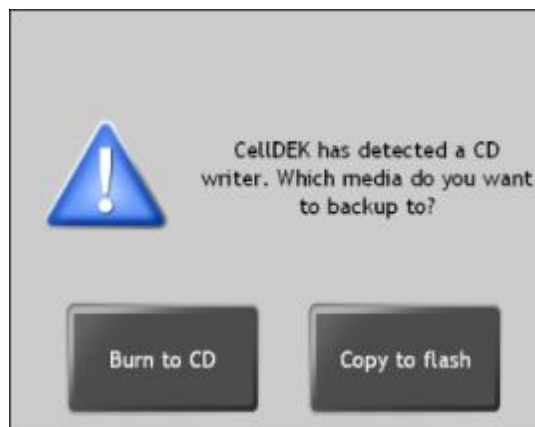 CellDEK has detected a CD
writer. Which media do you want
to backup to?
Burn to CD
Copy to flash